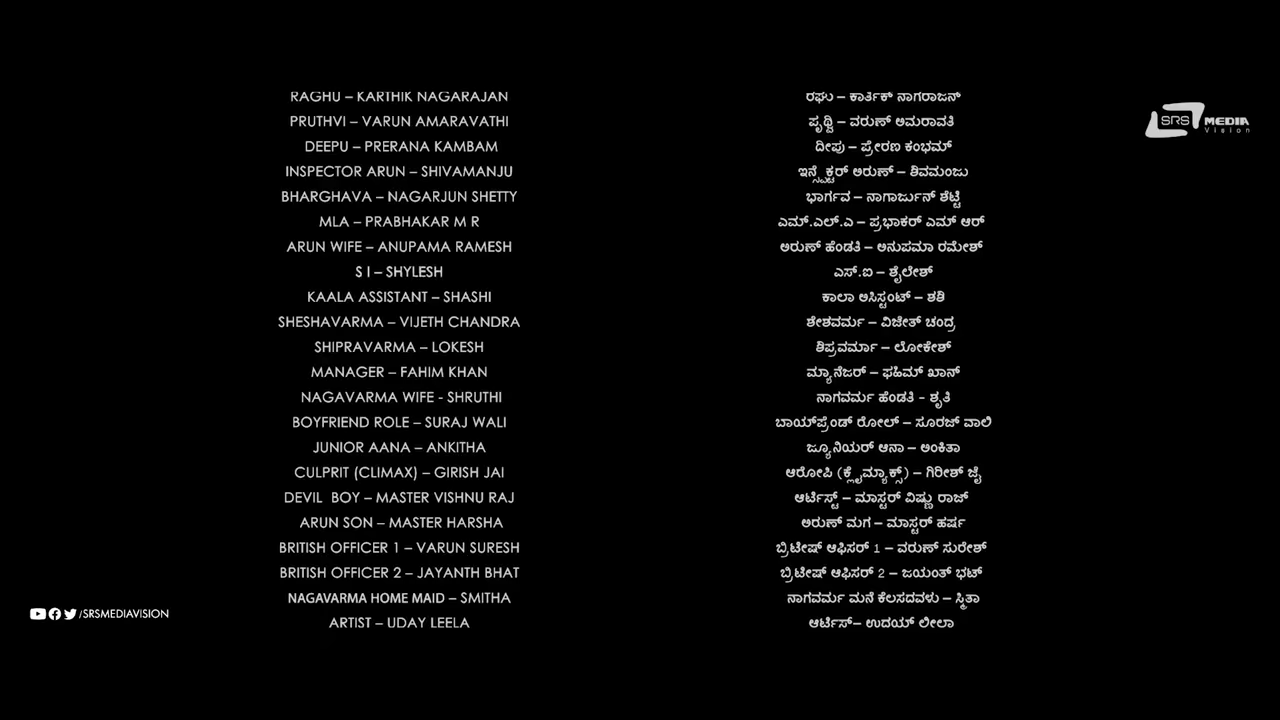 RAGHU – KARTHIK NAGARAJAN
PRUTHVI – VARUN AMARAVATHI
DEEPU – PRERANA KAMBAM
INSPECTOR ARUN – SHIVAMANJU
BHARGHAVA – NAGARJUN SHETTY
MLA – PRABHAKAR M R
ARUN WIFE – ANUPAMA RAMESH
S I – SHYLESH
KAALA ASSISTANT – SHASHI
SHESHAVARMA – VIJETH CHANDRA
SHIPRAVARMA – LOKESH
MANAGER – FAHIM KHAN
NAGAVARMA WIFE - SHRUTHI
BOYFRIEND ROLE – SURAJ WALI
JUNIOR AANA – ANKITHA
CULPRIT (CLIMAX) – GIRISH JAI
DEVIL BOY – MASTER VISHNU RAJ
ARUN SON – MASTER HARSHA
BRITISH OFFICER 1 – VARUN SURESH
BRITISH OFFICER 2 – JAYANTH BHAT
NAGAVARMA HOME MAID – SMITHA
ARTIST – UDAY LEELA
ರಘು – ಕಾರ್ತಿಕ್ ನಾಗರಾಜನ್
ಪೃಥ್ವಿ – ವರುಣ್ ಅಮರಾವತಿ
ದೀಪು – ಪ್ರೇರಣ ಕಂಭಮ್
ಇನ್ಸ್ಪೆಕ್ಟರ್ ಅರುಣ್ – ಶಿವಮಂಜು
ಭಾರ್ಗವ – ನಾಗಾರ್ಜುನ್ ಶೆಟ್ಟಿ
ಎಮ್.ಎಲ್.ಎ – ಪ್ರಭಾಕರ್ ಎಮ್ ಆರ್
ಅರುಣ್ ಹೆಂಡತಿ – ಅನುಪಮಾ ರಮೇಶ್
ಎಸ್.ಐ – ಶೈಲೇಶ್
ಕಾಲಾ ಅಸಿಸ್ಟಂಟ್ – ಶಶಿ
ಶೇಶವರ್ಮ – ವಿಜೇತ್ ಚಂದ್ರ
ಶಿಪ್ರವರ್ಮಾ – ಲೋಕೇಶ್
ಮ್ಯಾನೆಜರ್ – ಫಹಿಮ್ ಖಾನ್
ನಾಗವರ್ಮ ಹೆಂಡತಿ - ಶೃತಿ
ಬಾಯ್‌ಫ್ರೆಂಡ್ ರೋಲ್ – ಸೂರಜ್ ವಾಲಿ
ಜ್ಯೂನಿಯರ್ ಆನಾ – ಅಂಕಿತಾ
ಆರೋಪಿ (ಕ್ಲೈಮ್ಯಾಕ್ಸ್) – ಗಿರೀಶ್ ಜೈ
ಆರ್ಟಿಸ್ಟ್ – ಮಾಸ್ಟರ್ ವಿಷ್ಣು ರಾಜ್
ಅರುಣ್ ಮಗ – ಮಾಸ್ಟರ್ ಹರ್ಷ
ಬ್ರಿಟೀಷ್ ಆಫಿಸರ್ 1 – ವರುಣ್ ಸುರೇಶ್
ಬ್ರಿಟೀಷ್ ಆಫಿಸರ್ 2 – ಜಯಂತ್ ಭಟ್
ನಾಗವರ್ಮ ಮನೆ ಕೆಲಸದವಳು – ಸ್ಮಿತಾ
ಆರ್ಟಿಸ್– ಉದಯ್ ಲೀಲಾ
SRS MEDIA
Vision
/SRSMEDIAVISION